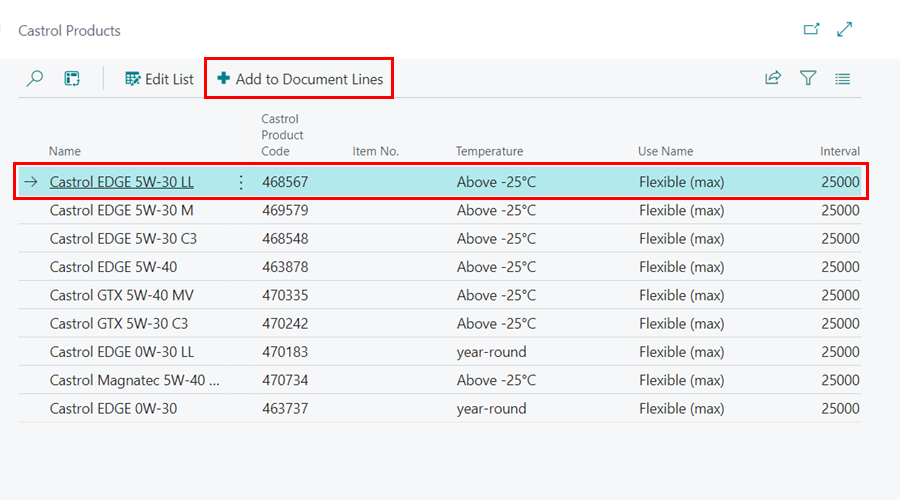 Castrol Products
Edit List
Add to Document Lines
Name Castrol Product Code Item No. Temperature Use Name Interval
Castrol EDGE 5W-30 LL 468567 Above -25°C Flexible (max) 25000
Castrol EDGE 5W-30 M 469579 Above -25°C Flexible (max) 25000
Castrol EDGE 5W-30 C3 468548 Above -25°C Flexible (max) 25000
Castrol EDGE 5W-40 463878 Above -25°C Flexible (max) 25000
Castrol GTX 5W-40 MV 470335 Above -25°C Flexible (max) 25000
Castrol GTX 5W-30 C3 470242 Above -25°C Flexible (max) 25000
Castrol EDGE 0W-30 LL 470183 year-round Flexible (max) 25000
Castrol Magnatec 5W-40 ... 470734 Above -25°C Flexible (max) 25000
Castrol EDGE 0W-30 463737 year-round Flexible (max) 25000